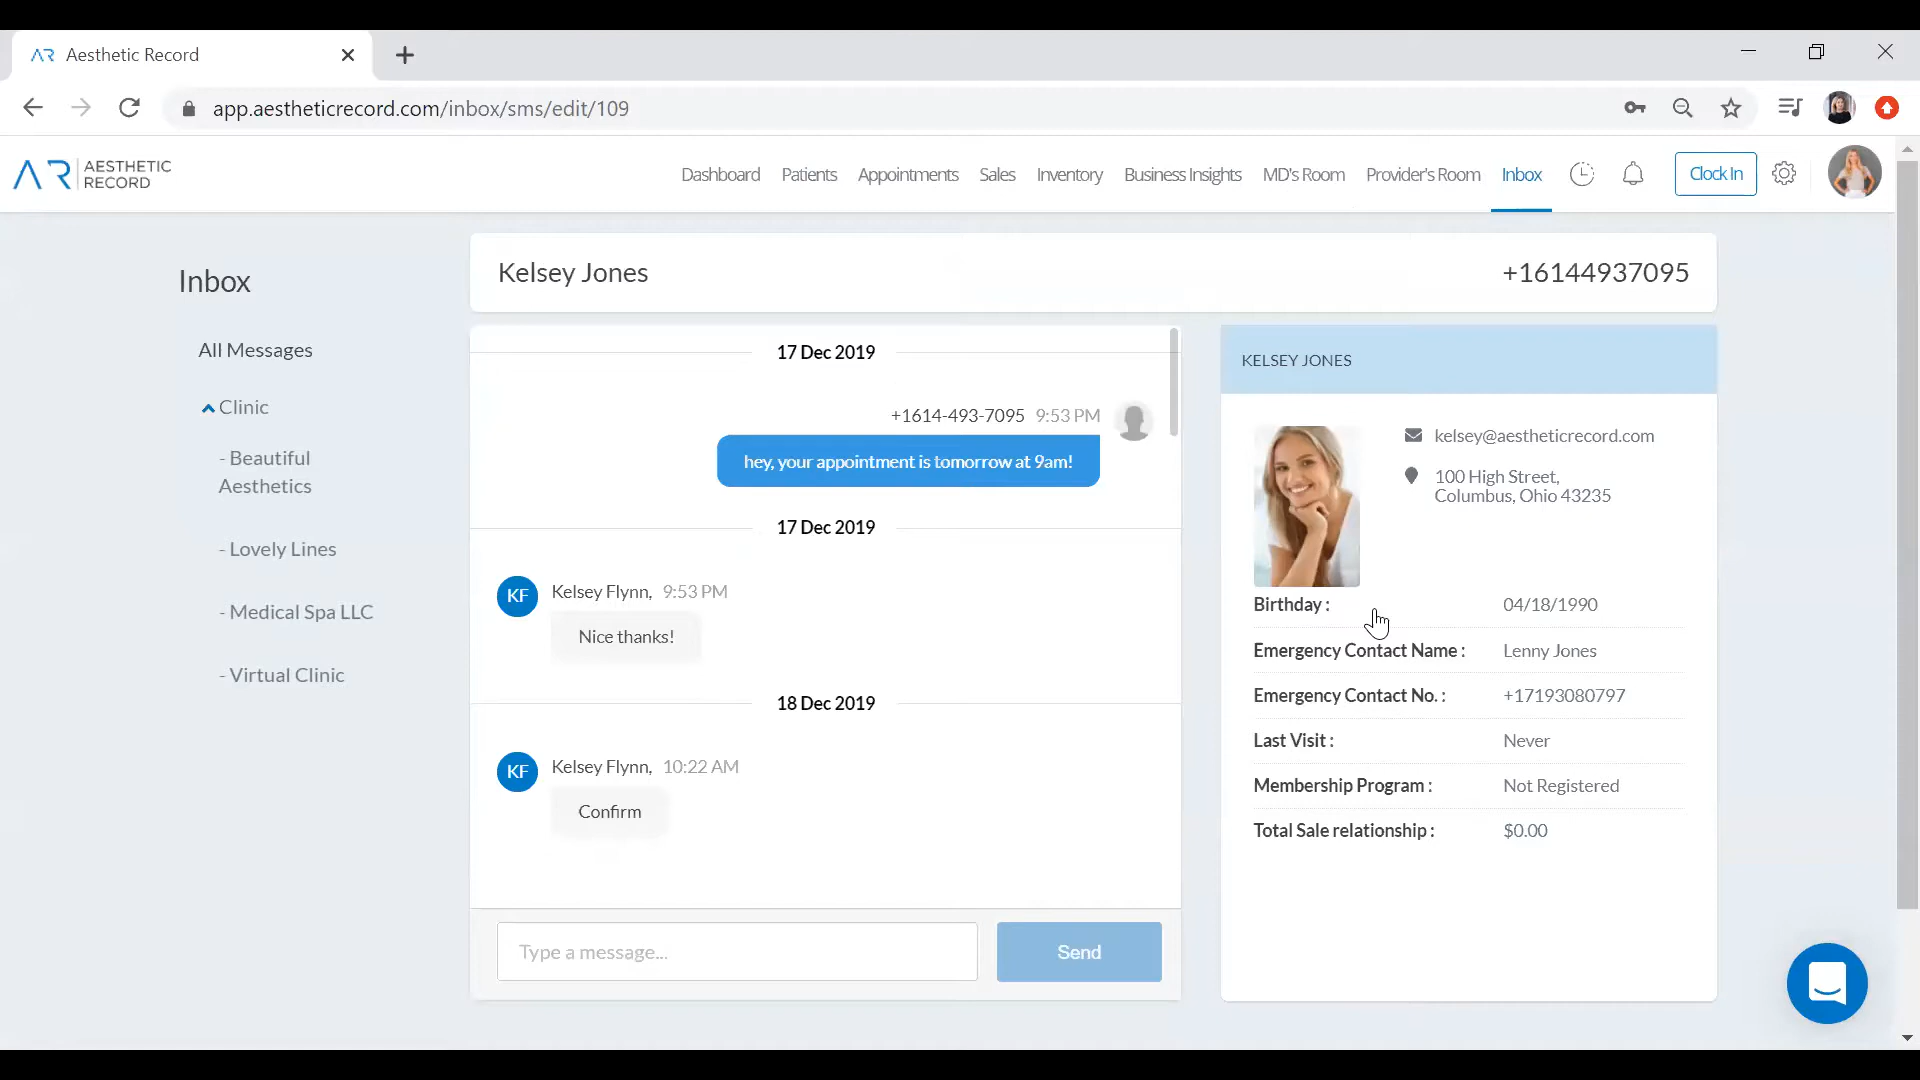 Aesthetic Record
app.aestheticrecord.com/inbox/sms/edit/109
AESTHETIC
RECORD
Dashboard Patients Appointments Sales Inventory Business Insights MD's Room Provider's Room Inbox Clock In
Inbox
All Messages
Clinic
- Beautiful
Aesthetics
- Lovely Lines
- Medical Spa LLC
- Virtual Clinic
Kelsey Jones +16144937095
17 Dec 2019
+1614-493-7095 9:53 PM
hey, your appointment is tomorrow at 9am!
17 Dec 2019
KF Kelsey Flynn, 9:53 PM
Nice thanks!
18 Dec 2019
KF Kelsey Flynn, 10:22 AM
Confirm
Type a message... Send
KELSEY JONES
kelsey@aestheticrecord.com
100 High Street,
Columbus, Ohio 43235
Birthday : 04/18/1990
Emergency Contact Name : Lenny Jones
Emergency Contact No. : +17193080797
Last Visit : Never
Membership Program : Not Registered
Total Sale relationship : $0.00